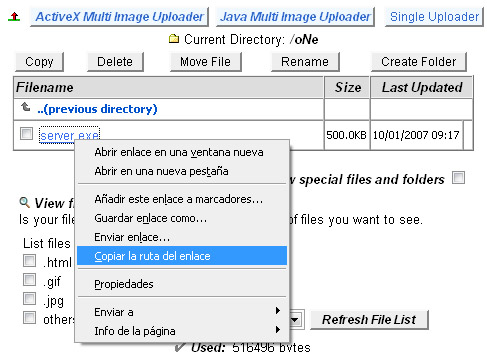 ActiveX Multi Image Uploader Java Multi Image Uploader Single Uploader
Current Directory: /oNe
Copy Delete Move File Rename Create Folder
Filename Size Last Updated
..(previous directory)
server.exe 500.0KB 10/01/2007 09:17
Abrir enlace en una ventana nueva
Abrir en una nueva pestaña
w special files and folders
Añadir este enlace a marcadores...
View f
Guardar enlace como...
Is your file of files you want to see.
Enviar enlace...
List files
Copiar la ruta del enlace
.html
Propiedades
.gif
.jpg
Enviar a
others
Refresh File List
Info de la página
Used: 516496 bytes